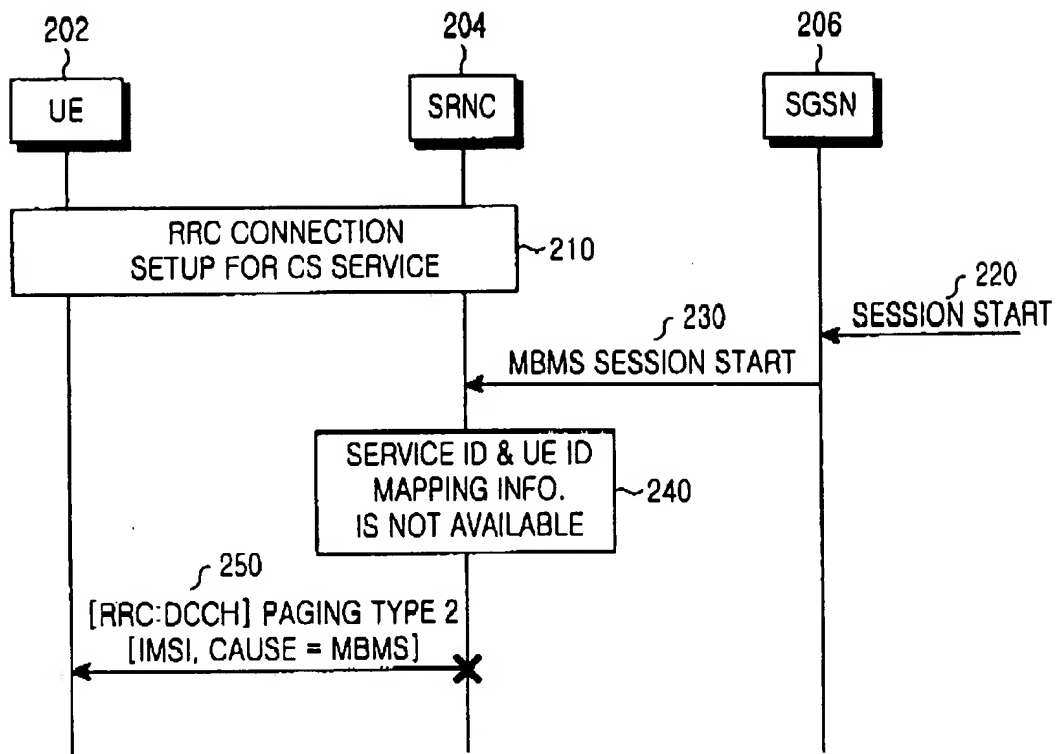 202
204
206
UE
SRNC
SGSN
RRC CONNECTION
SETUP FOR CS SERVICE
210
220
SESSION START
230
MBMS SESSION START
SERVICE ID & UE ID
MAPPING INFO.
IS NOT AVAILABLE
240
250
[RRC:DCCH] PAGING TYPE 2
[IMSI, CAUSE = MBMS]